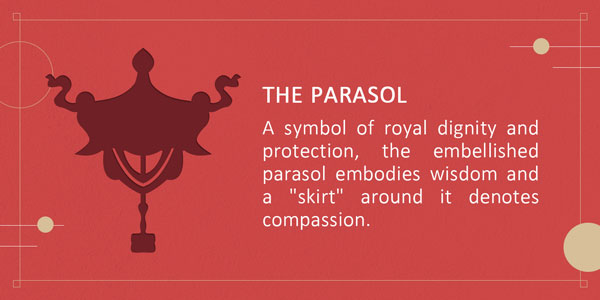 THE PARASOL
A symbol of royal dignity and
protection, the embellished
parasol embodies wisdom and
a "skirt" around it denotes
compassion.